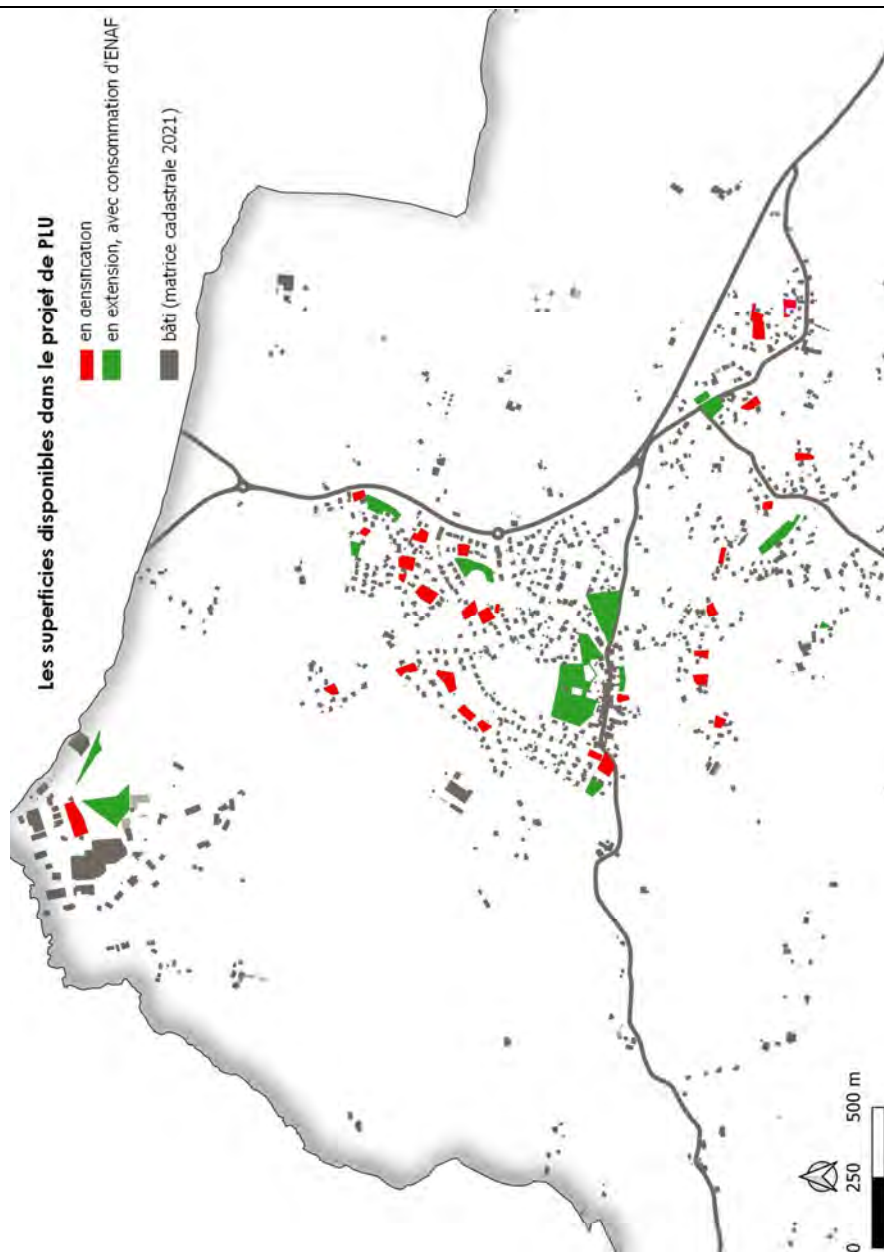 Les superficies disponibles dans le projet de PLU
en densification
en extension, avec consommation d'ENAF
bâti (matrice cadastrale 2021)
0 250 500 m